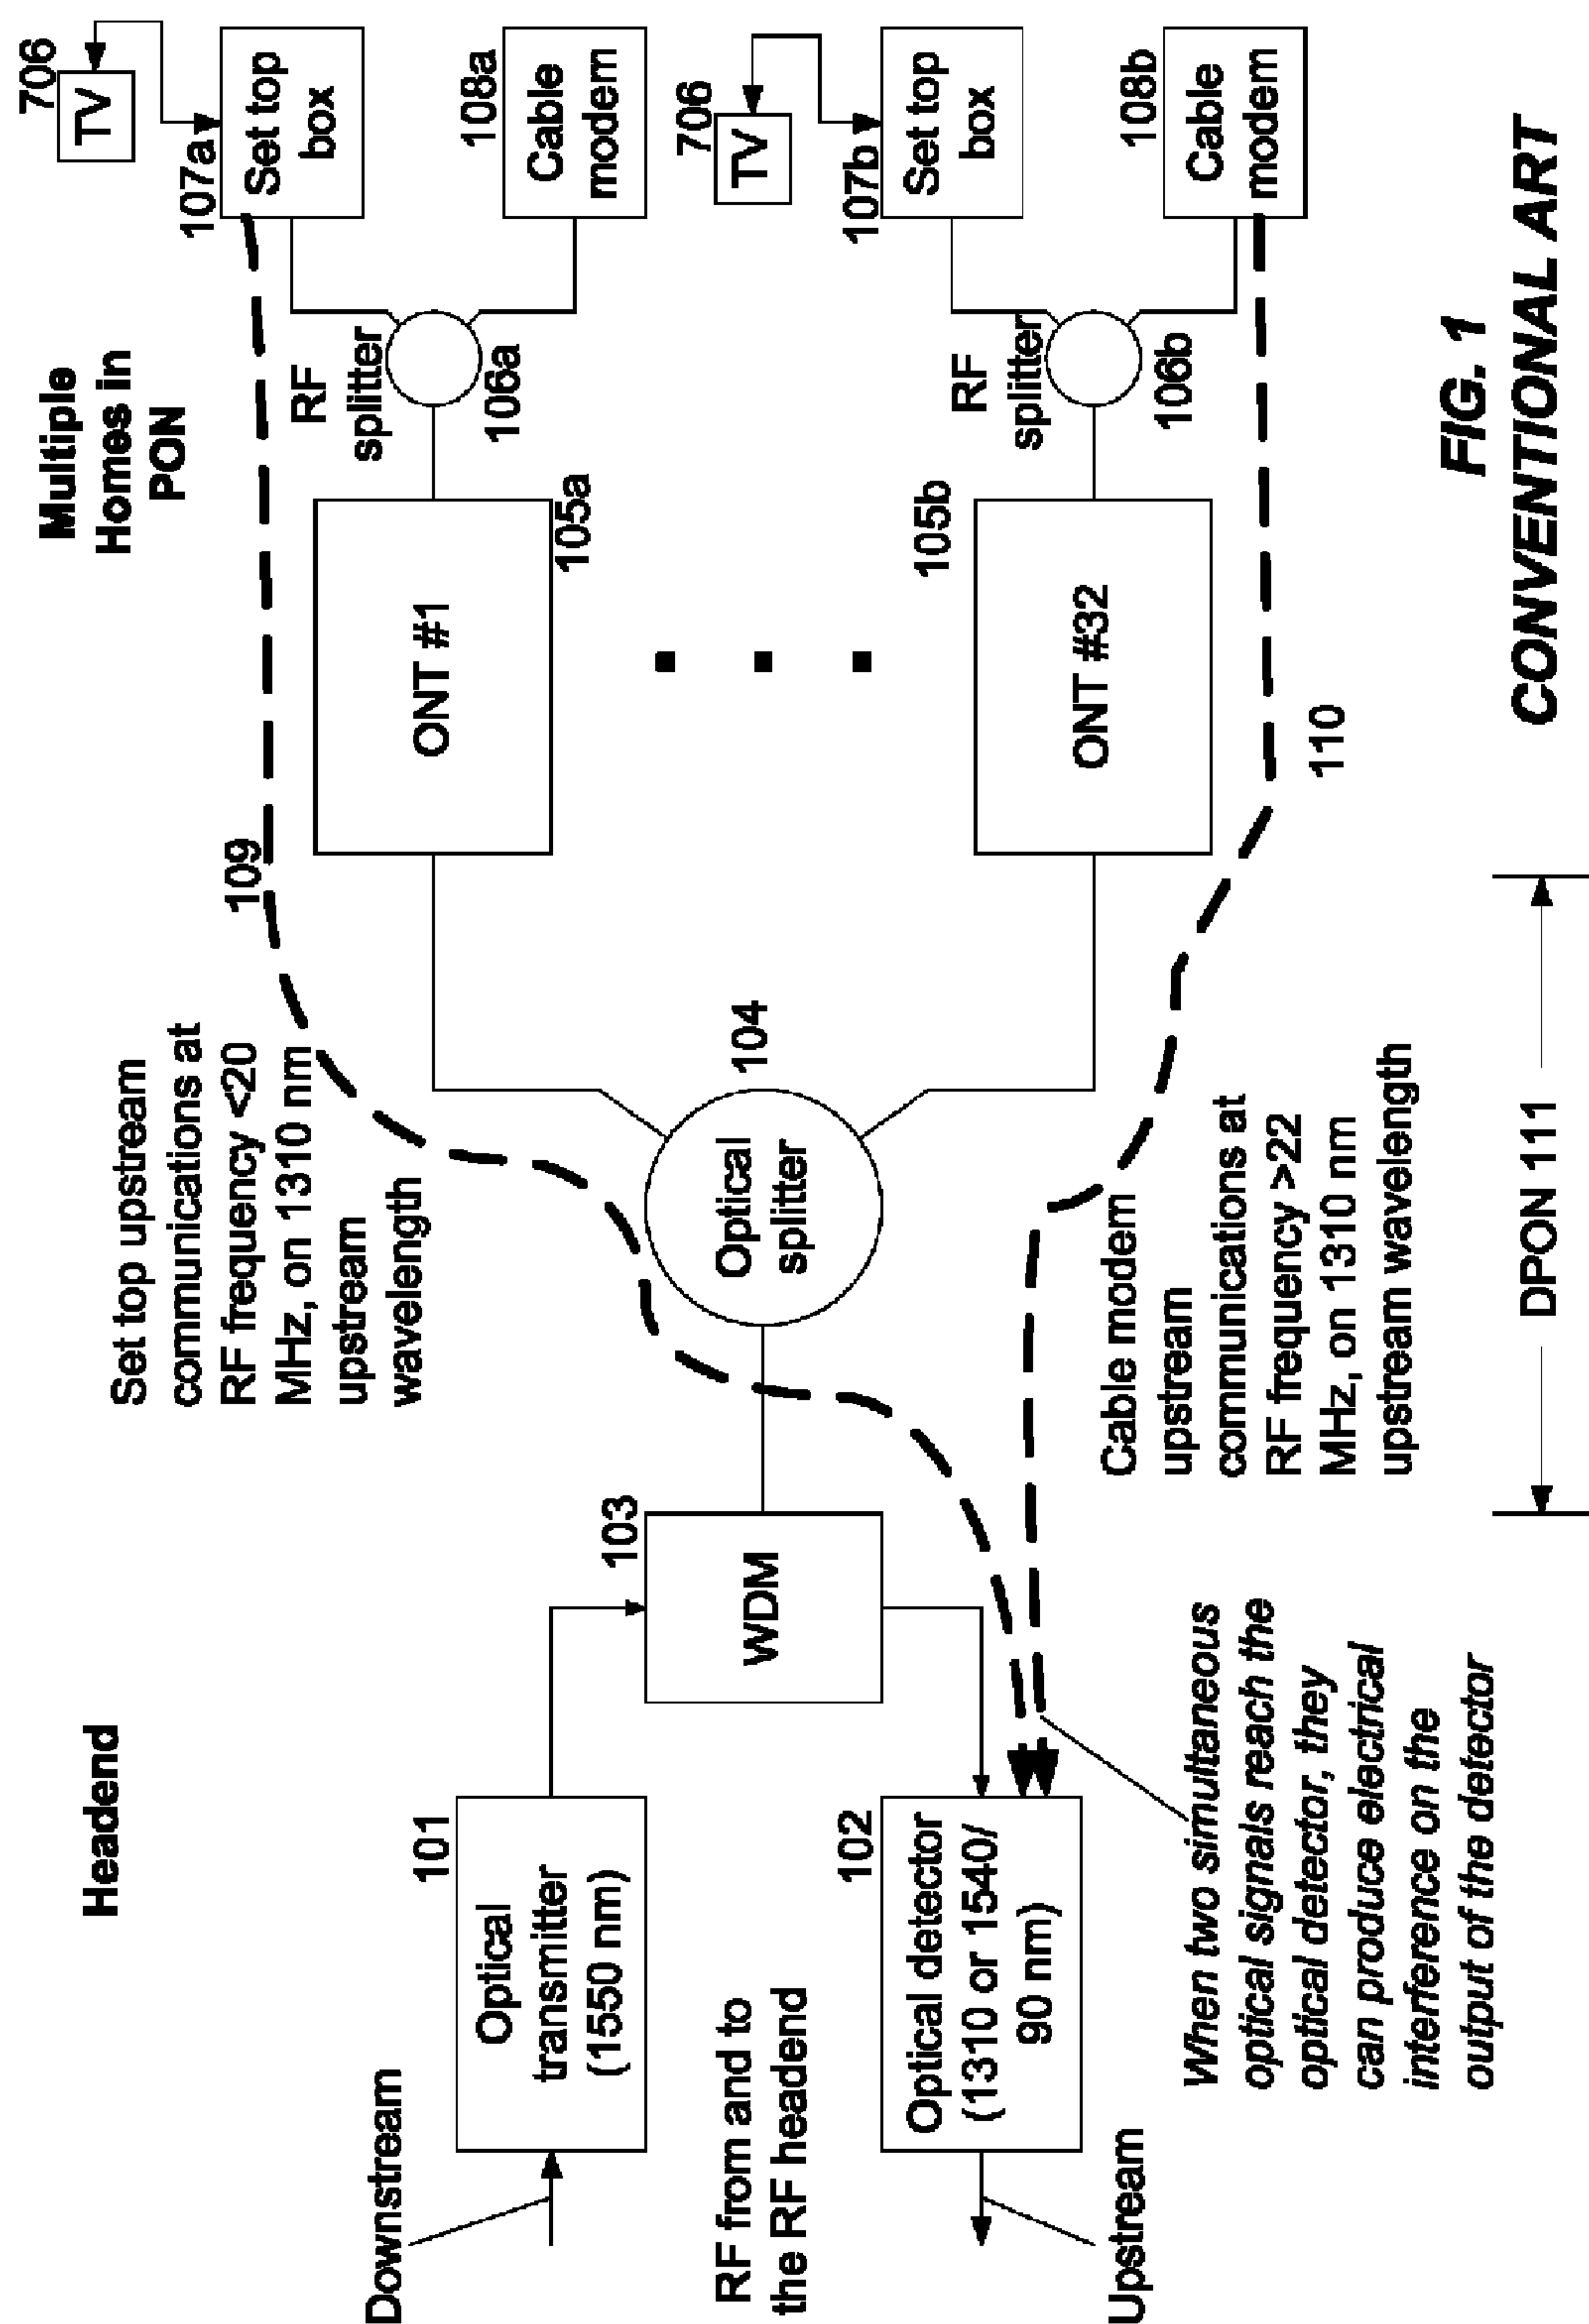 Headend
Multiple
Homes in
PON
Downstream
101
Optical
transmitter
(1550 nm)
RF from and to
the RF headend
102
Optical detector
(1310 or 1540/
90 nm)
Upstream
103
WDM
When two simultaneous
optical signals reach the
optical detector, they
can produce electrical
interference on the
output of the detector
Set top upstream
communications at
RF frequency <20
MHz, on 1310 nm
upstream
wavelength
109
104
Optical
splitter
Cable modem
upstream
communications at
RF frequency >22
MHz, on 1310 nm
upstream wavelength
110
DPON 111
ONT #1
105a
ONT #32
105b
RF
splitter
106a
RF
splitter
106b
706
TV
107a
Set top
box
108a
Cable
modem
706
TV
107b
Set top
box
108b
Cable
modem
FIG. 1
CONVENTIONAL ART